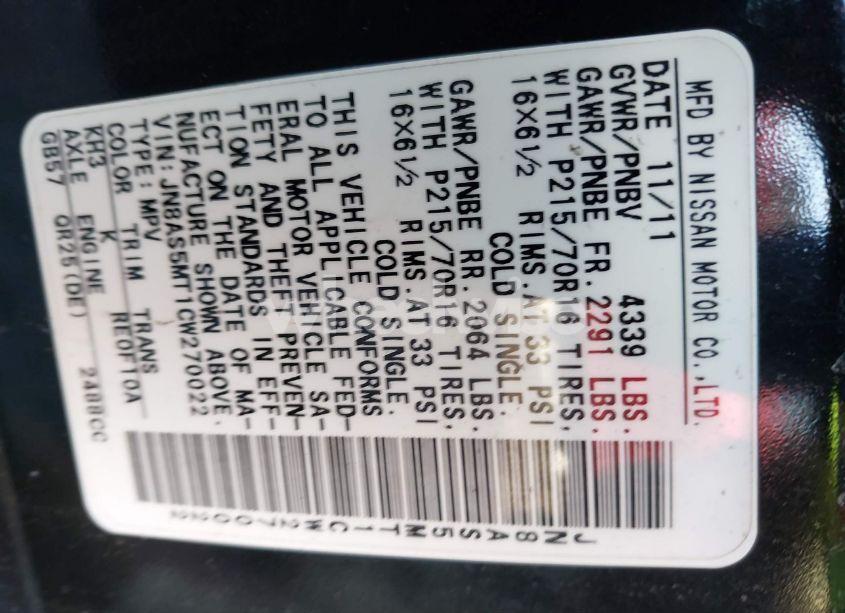 MFD BY NISSAN MOTOR CO.,LTD.
DATE 11/11
GVWR/PNBV 4339 LBS.
GAWR/PNBE FR. 2291 LBS.
WITH P215/70R16 TIRES,
16X6½ RIMS.AT 33 PSI
COLD SINGLE.
GAWR/PNBE RR. 2064 LBS.
WITH P215/70R16 TIRES,
16X6½ RIMS.AT 33 PSI
COLD SINGLE.
THIS VEHICLE CONFORMS
TO ALL APPLICABLE FED-
ERAL MOTOR VEHICLE SA-
FETY AND THEFT PREVEN-
TION STANDARDS IN EFF-
ECT ON THE DATE OF MA-
NUFACTURE SHOWN ABOVE.
VIN: JN8AS5MT1CW270022
TYPE: MPV
COLOR TRIM TRANS
KH3 K RE0F10A
AXLE ENGINE
GB57 QR25(DE) 2488CC
JN8AS5MT1CW270022